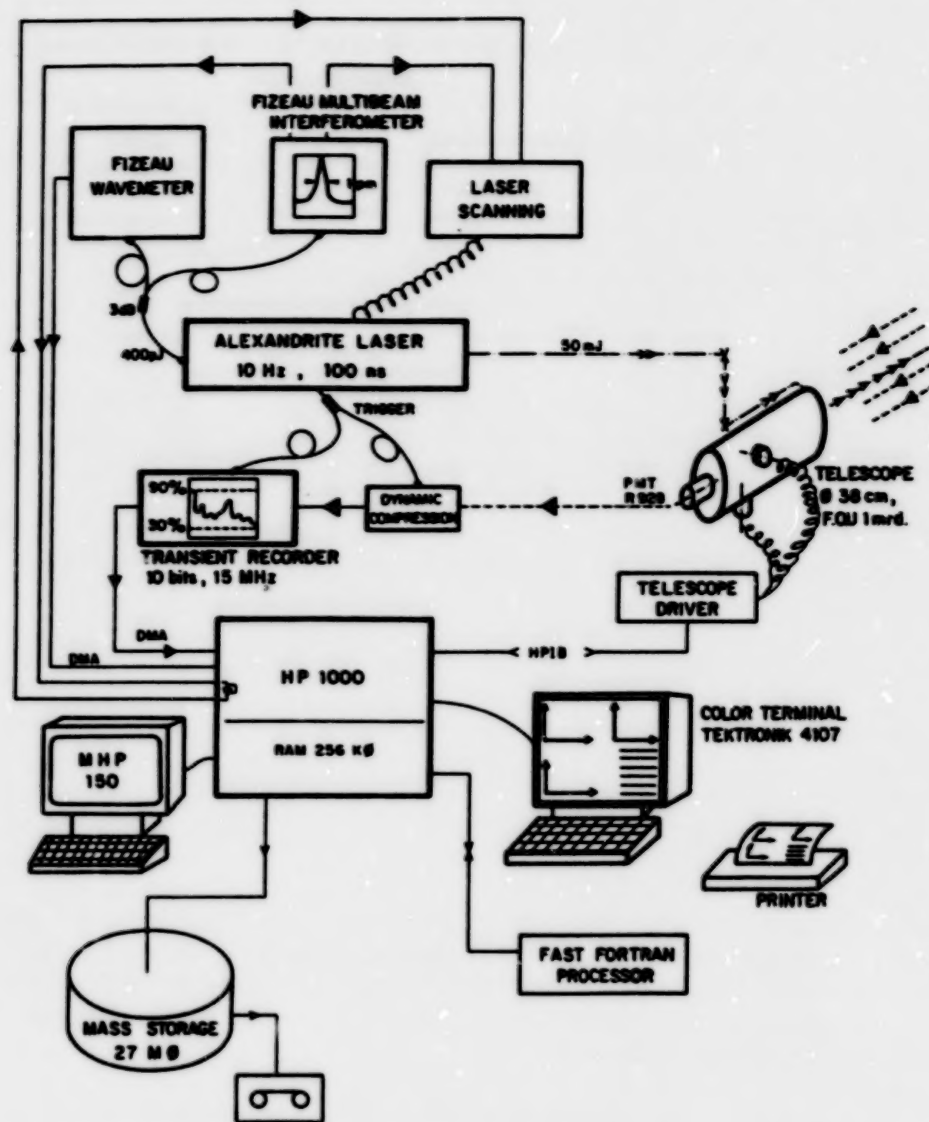 FIZEAU MULTIBEAM
INTERFEROMETER
FIZEAU
WAVEMETER
1pm
LASER
SCANNING
3dB
400µJ
ALEXANDRITE LASER
10 Hz, 100 ns
50 mJ
TRIGGER
90%
30%
DYNAMIC
COMPRESSION
PMT
R 928
TELESCOPE
Ø 38 cm,
F.O.U 1 mrd.
TRANSIENT RECORDER
10 bits, 15 MHz
TELESCOPE
DRIVER
DMA
DMA
HP 1000
< HPIB >
RAM 256 KØ
COLOR TERMINAL
TEKTRONIK 4107
MHP
150
PRINTER
FAST FORTRAN
PROCESSOR
MASS STORAGE
27 MØ